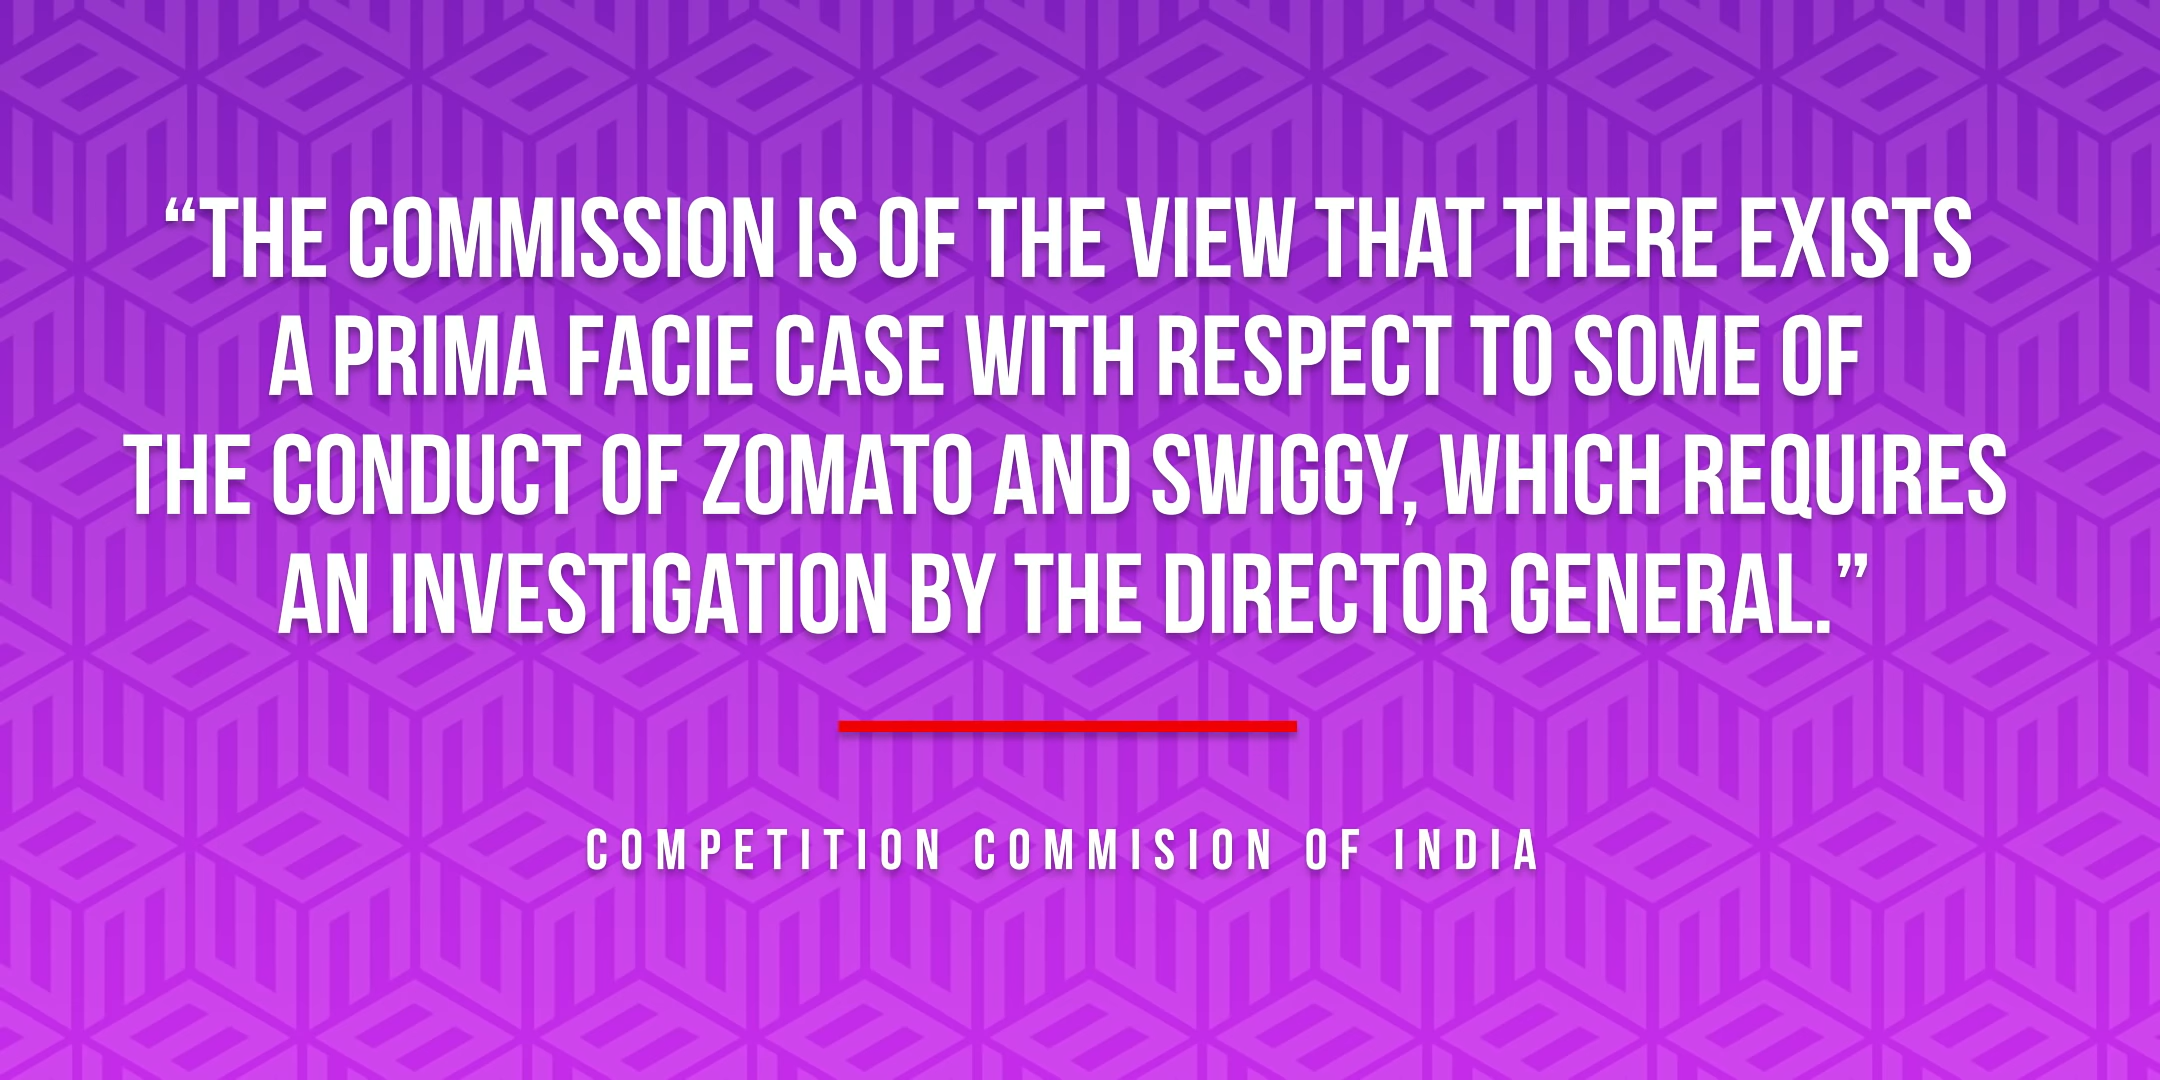 “THE COMMISSION IS OF THE VIEW THAT THERE EXISTS
A PRIMA FACIE CASE WITH RESPECT TO SOME OF
THE CONDUCT OF ZOMATO AND SWIGGY, WHICH REQUIRES
AN INVESTIGATION BY THE DIRECTOR GENERAL.”
COMPETITION COMMISION OF INDIA